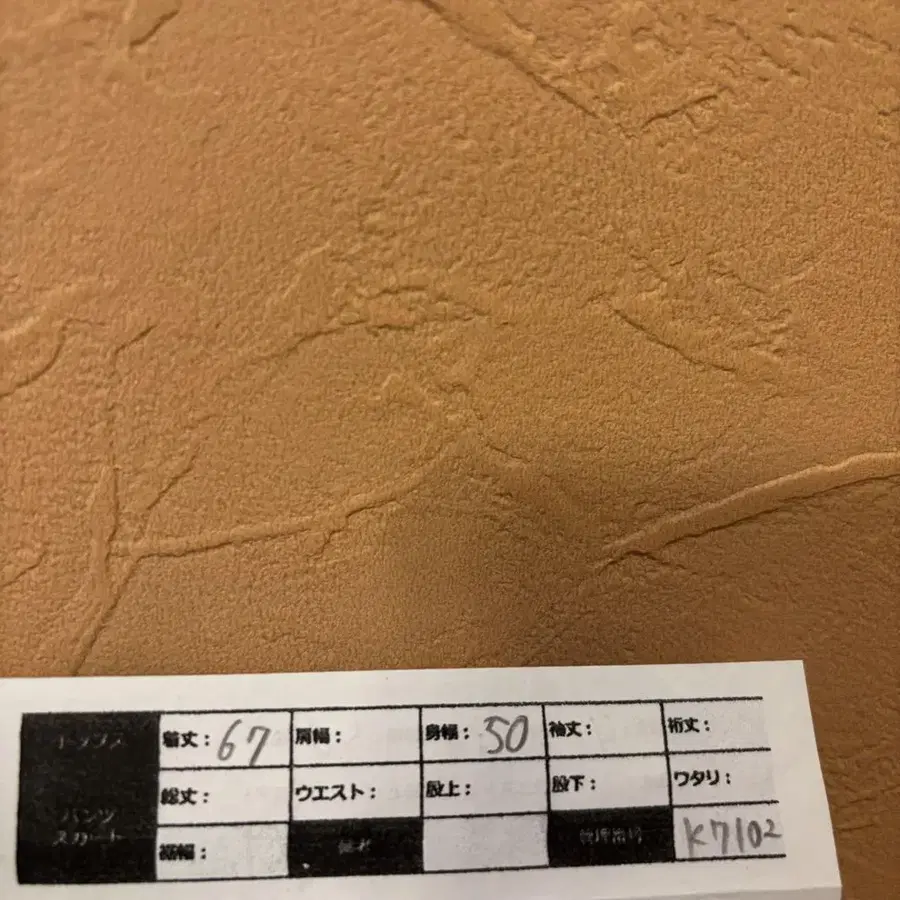 トップス 着丈: 67 肩幅: 身幅: 50 袖丈: 裄丈:
総丈: ウエスト: 股上: 股下: ワタリ:
パンツ
スカート
裾幅: 備考 管理番号 K7102